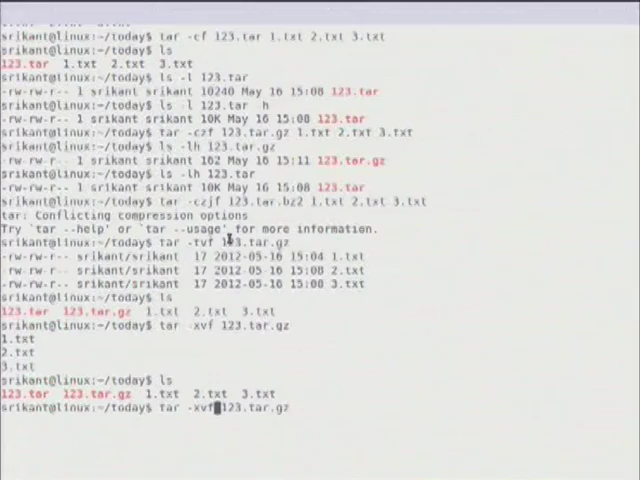 srikant@linux:~/today$ tar -cf 123.tar 1.txt 2.txt 3.txt
srikant@linux:~/today$ ls
123.tar 1.txt 2.txt 3.txt
srikant@linux:~/today$ ls -l 123.tar
-rw-rw-r-- 1 srikant srikant 10240 May 16 15:08 123.tar
srikant@linux:~/today$ ls -l 123.tar -h
-rw-rw-r-- 1 srikant srikant 10K May 16 15:08 123.tar
srikant@linux:~/today$ tar -czf 123.tar.gz 1.txt 2.txt 3.txt
srikant@linux:~/today$ ls -lh 123.tar.gz
-rw-rw-r-- 1 srikant srikant 162 May 16 15:11 123.tar.gz
srikant@linux:~/today$ ls -lh 123.tar
-rw-rw-r-- 1 srikant srikant 10K May 16 15:08 123.tar
srikant@linux:~/today$ tar -czjf 123.tar.bz2 1.txt 2.txt 3.txt
tar: Conflicting compression options
Try `tar --help' or `tar --usage' for more information.
srikant@linux:~/today$ tar -tvf 123.tar.gz
-rw-rw-r-- srikant/srikant 17 2012-05-16 15:04 1.txt
-rw-rw-r-- srikant/srikant 17 2012-05-16 15:08 2.txt
-rw-rw-r-- srikant/srikant 17 2012-05-16 15:08 3.txt
srikant@linux:~/today$ ls
123.tar 123.tar.gz 1.txt 2.txt 3.txt
srikant@linux:~/today$ tar -xvf 123.tar.gz
1.txt
2.txt
3.txt
srikant@linux:~/today$ ls
123.tar 123.tar.gz 1.txt 2.txt 3.txt
srikant@linux:~/today$ tar -xvf 123.tar.gz